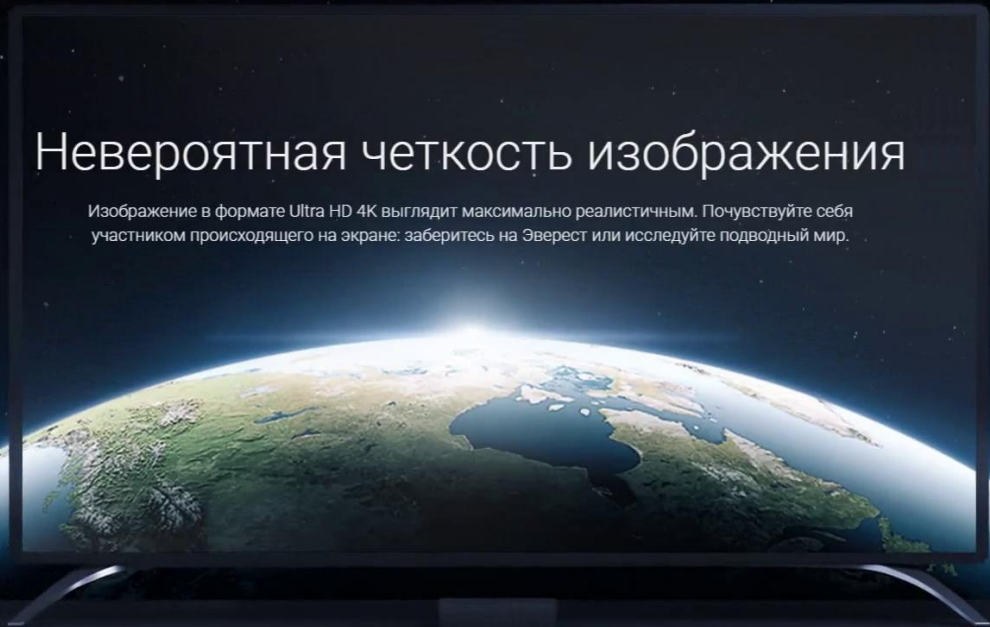 Невероятная четкость изображения
Изображение в формате Ultra HD 4K выглядит максимально реалистичным. Почувствуйте себя
участником происходящего на экране: заберитесь на Эверест или исследуйте подводный мир.